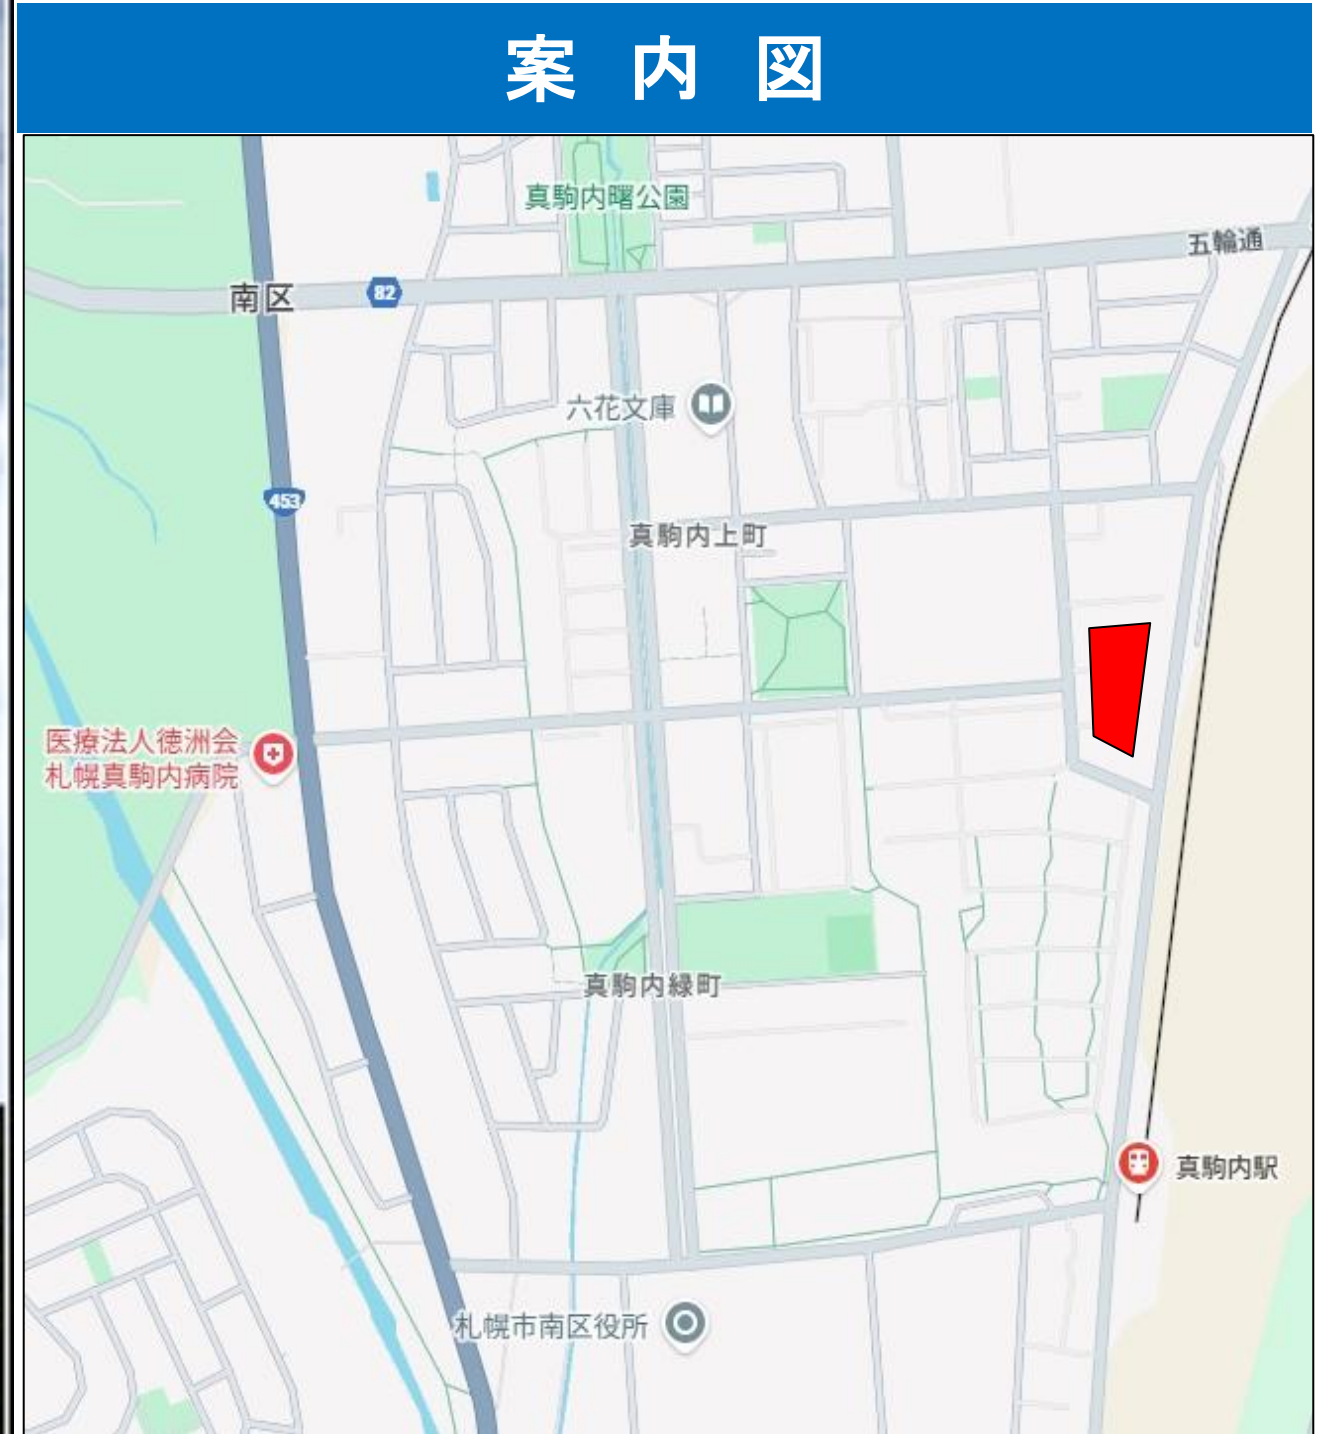 案内図
真駒内曙公園
五輪通
南区
82
六花文庫
453
真駒内上町
医療法人徳洲会
札幌真駒内病院
真駒内緑町
真駒内駅
札幌市南区役所